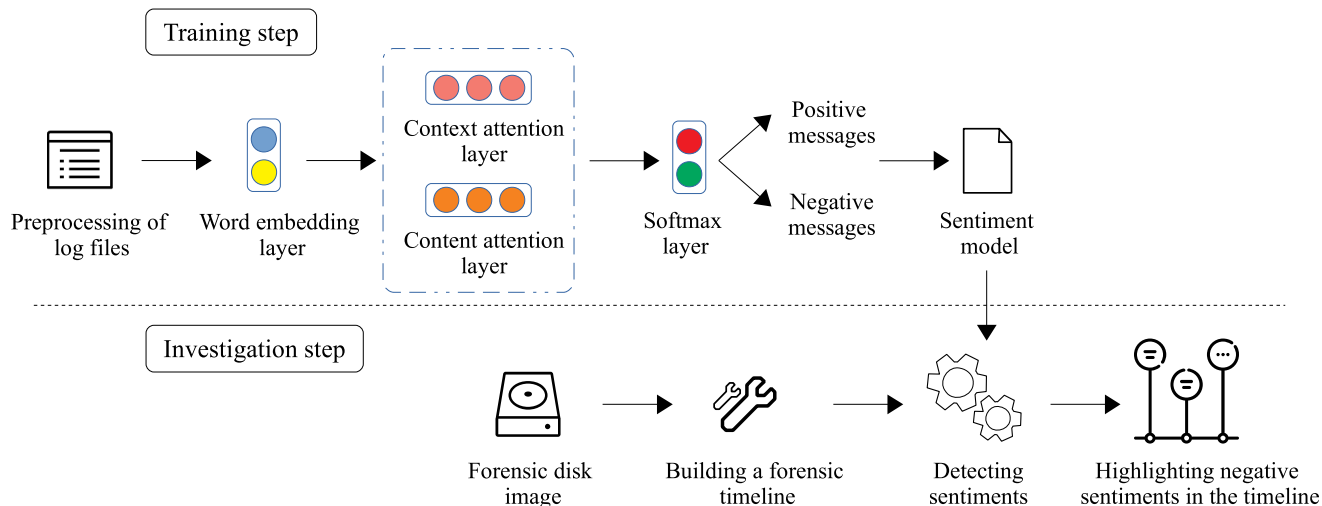 Training step
Preprocessing of
log files
Word embedding
layer
Context attention
layer
Content attention
layer
Softmax
layer
Positive
messages
Negative
messages
Sentiment
model
Investigation step
Forensic disk
image
Building a forensic
timeline
Detecting
sentiments
Highlighting negative
sentiments in the timeline